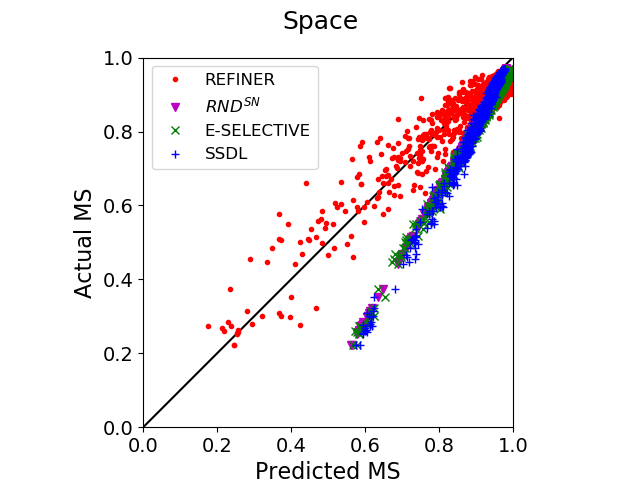 Space
1.0
0.8
0.6
0.4
0.2
0.0
Actual MS
REFINER
RND^{SN}
E-SELECTIVE
SSDL
0.0 0.2 0.4 0.6 0.8 1.0
Predicted MS